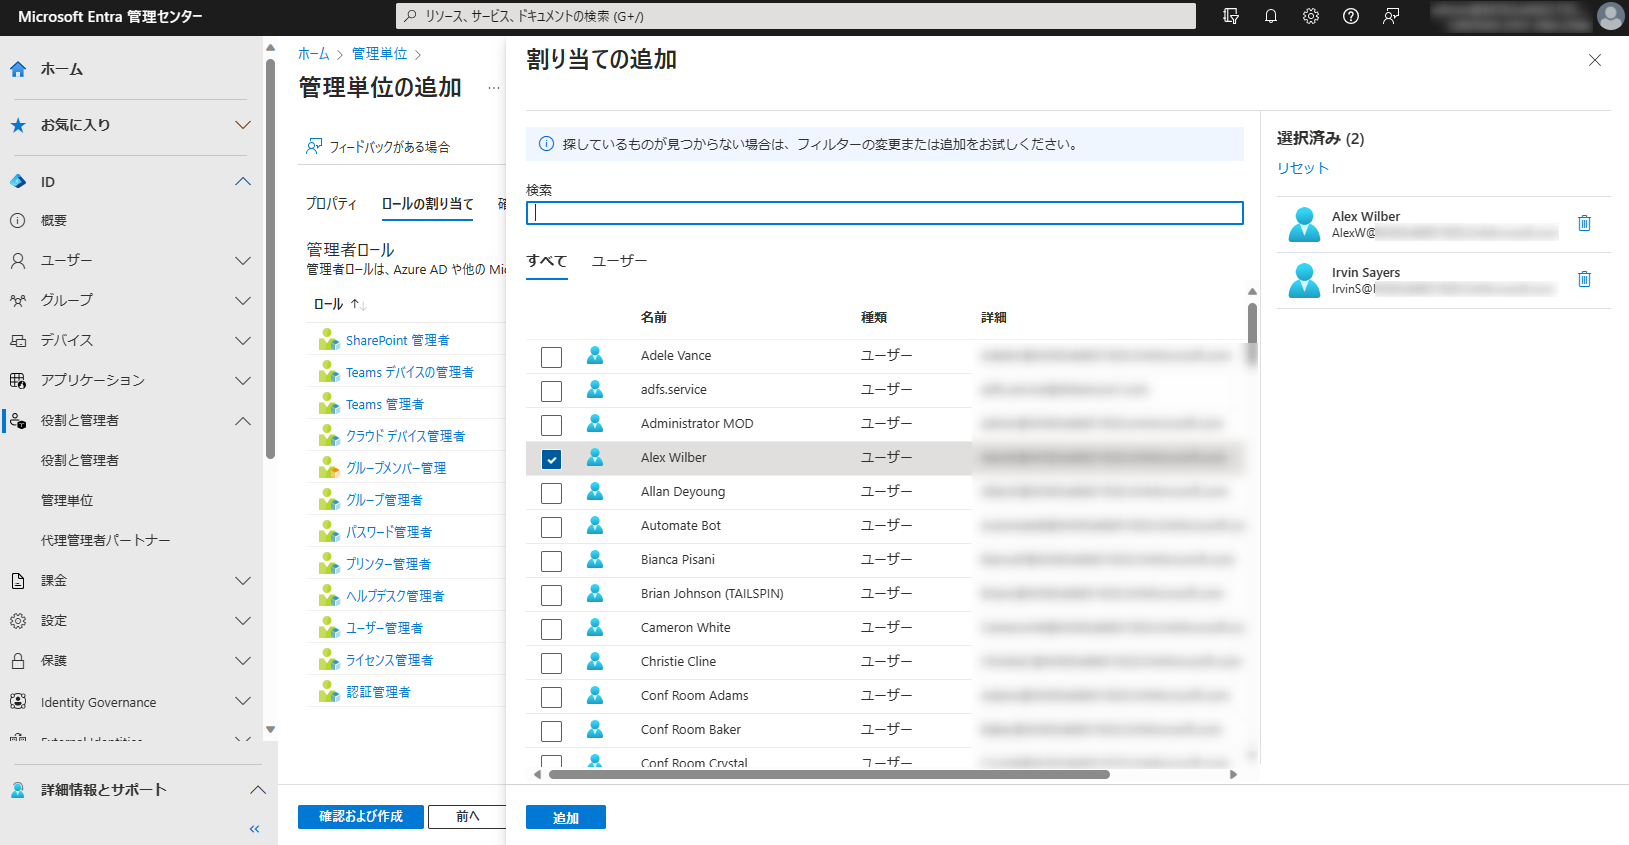 Microsoft Entra 管理センター
リソース、サービス、ドキュメントの検索 (G+/)
ホーム
お気に入り
ID
概要
ユーザー
グループ
デバイス
アプリケーション
役割と管理者
役割と管理者
管理単位
代理管理者パートナー
課金
設定
保護
Identity Governance
External Identities
詳細情報とサポート
ホーム > 管理単位 >
管理単位の追加 …
フィードバックがある場合
プロパティ ロールの割り当て 確
管理者ロール
管理者ロールは、Azure AD や他の Mic
ロール ↑↓
SharePoint 管理者
Teams デバイスの管理者
Teams 管理者
クラウド デバイス管理者
グループメンバー管理
グループ管理者
パスワード管理者
プリンター管理者
ヘルプデスク管理者
ユーザー管理者
ライセンス管理者
認証管理者
確認および作成 前へ
割り当ての追加
探しているものが見つからない場合は、フィルターの変更または追加をお試しください。
検索
すべて ユーザー
名前 種類 詳細
Adele Vance ユーザー
adfs.service ユーザー
Administrator MOD ユーザー
Alex Wilber ユーザー
Allan Deyoung ユーザー
Automate Bot ユーザー
Bianca Pisani ユーザー
Brian Johnson (TAILSPIN) ユーザー
Cameron White ユーザー
Christie Cline ユーザー
Conf Room Adams ユーザー
Conf Room Baker ユーザー
Conf Room Crystal ユーザー
追加
選択済み (2)
リセット
Alex Wilber
AlexW@
Irvin Sayers
IrvinS@